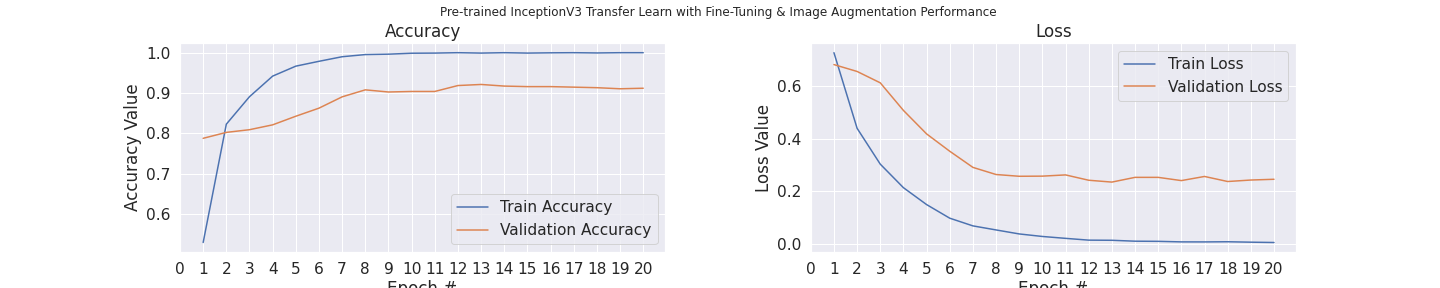 Pre-trained InceptionV3 Transfer Learn with Fine-Tuning & Image Augmentation Performance
Accuracy
Accuracy Value
1.0
0.9
0.8
0.7
0.6
Train Accuracy
Validation Accuracy
0 1 2 3 4 5 6 7 8 9 10 11 12 13 14 15 16 17 18 19 20
Epoch #
Loss
Loss Value
0.6
0.4
0.2
0.0
Train Loss
Validation Loss
0 1 2 3 4 5 6 7 8 9 10 11 12 13 14 15 16 17 18 19 20
Epoch #